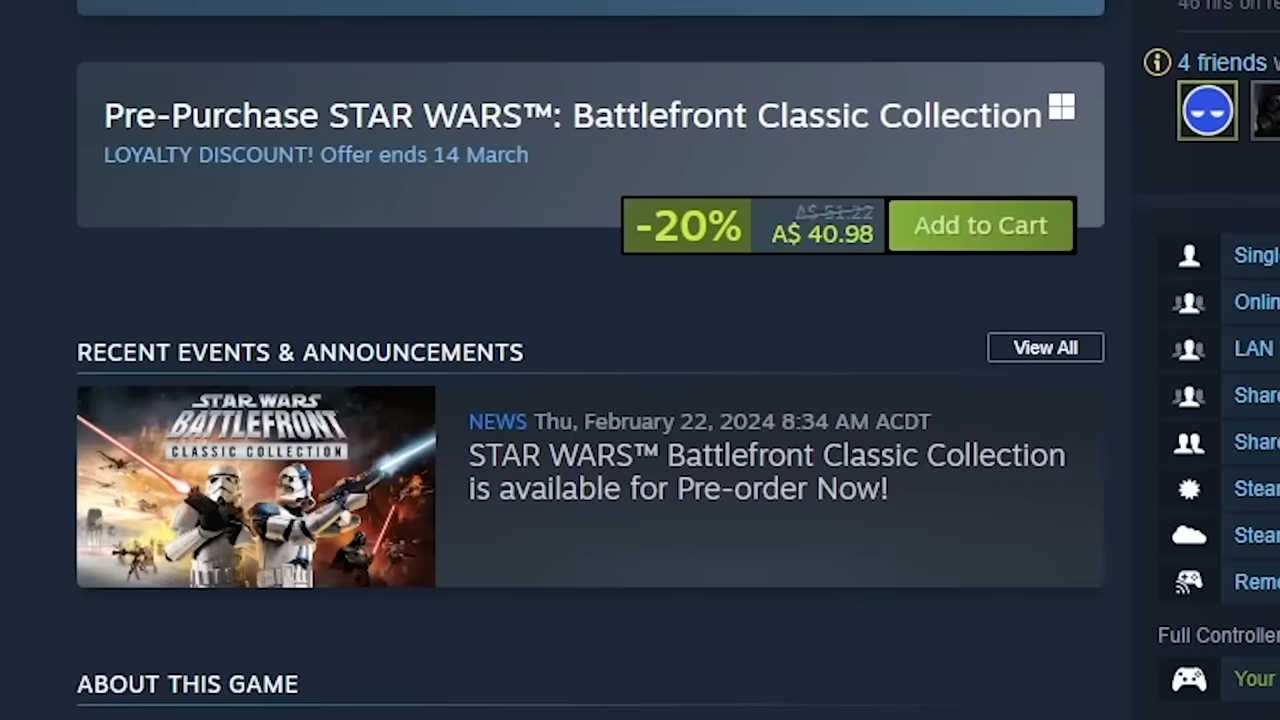 Pre-Purchase STAR WARS™: Battlefront Classic Collection
LOYALTY DISCOUNT! Offer ends 14 March
-20%
A$ 51.22
A$ 40.98
Add to Cart
RECENT EVENTS & ANNOUNCEMENTS
View All
STAR WARS
BATTLEFRONT
CLASSIC COLLECTION
NEWS Thu, February 22, 2024 8:34 AM ACDT
STAR WARS™ Battlefront Classic Collection
is available for Pre-order Now!
ABOUT THIS GAME
4 friends
LAN
Full Controller
Your